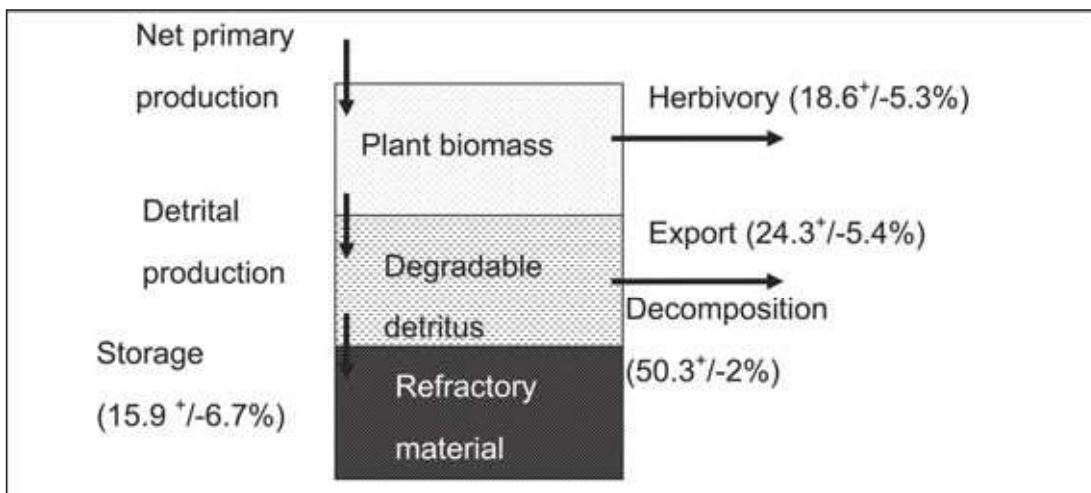 Net primary
production
Plant biomass
Herbivory (18.6⁺/-5.3%)
Detrital
production
Degradable
detritus
Export (24.3⁺/-5.4%)
Decomposition
(50.3⁺/-2%)
Storage
(15.9 ⁺/-6.7%)
Refractory
material